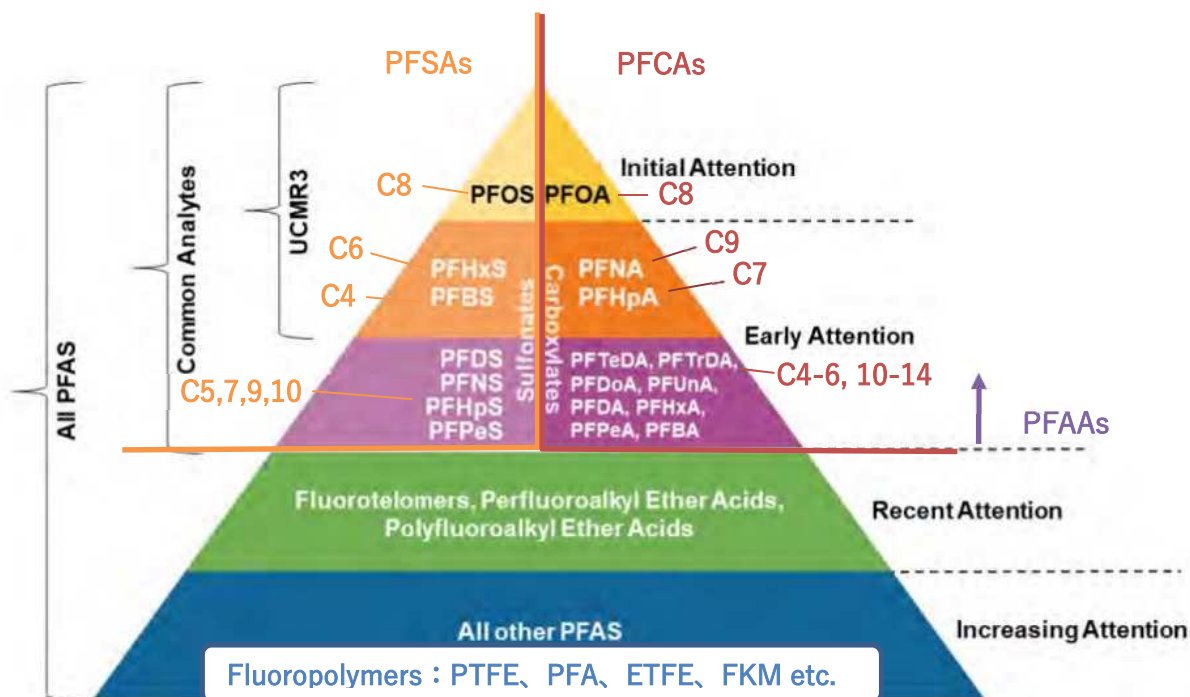 PFSAs
PFCAs
Initial Attention
C8
PFOS
PFOA
C8
UCMR3
Common Analytes
All PFAS
C6
PFHxS
C4
PFBS
Sulfonates
Carboxylates
PFNA
C9
PFHpA
C7
Early Attention
PFDS
PFNS
PFHpS
PFPeS
C5,7,9,10
PFTeDA, PFTrDA,
PFDoA, PFUnA,
PFDA, PFHxA,
PFPeA, PFBA
C4-6, 10-14
PFAAs
Fluorotelomers, Perfluoroalkyl Ether Acids,
Polyfluoroalkyl Ether Acids
Recent Attention
All other PFAS
Increasing Attention
Fluoropolymers：PTFE、PFA、ETFE、FKM etc.